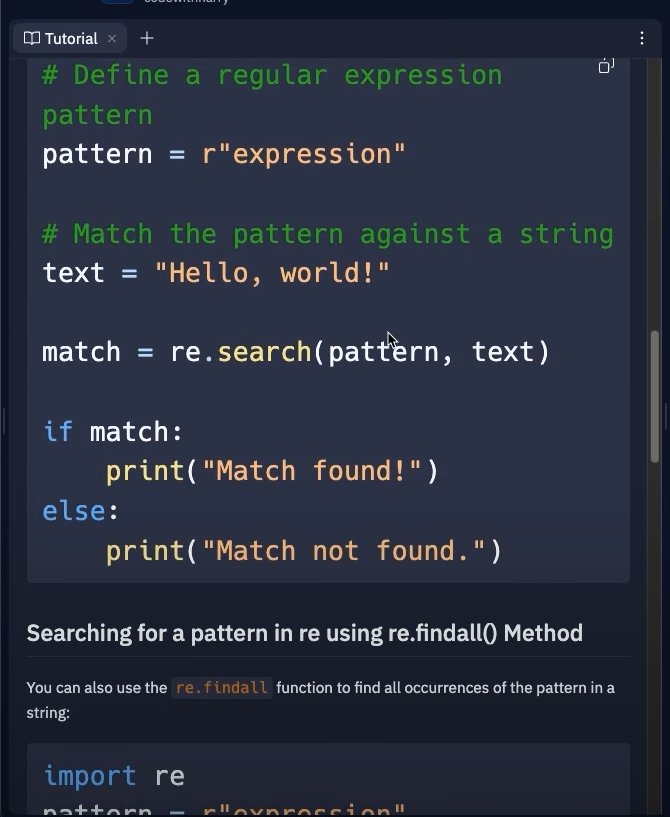 codewithharry
Tutorial
# Define a regular expression
pattern
pattern = r"expression"
# Match the pattern against a string
text = "Hello, world!"
match = re.search(pattern, text)
if match:
    print("Match found!")
else:
    print("Match not found.")
Searching for a pattern in re using re.findall() Method
You can also use the re.findall function to find all occurrences of the pattern in a
string:
import re
pattern = r"expression"